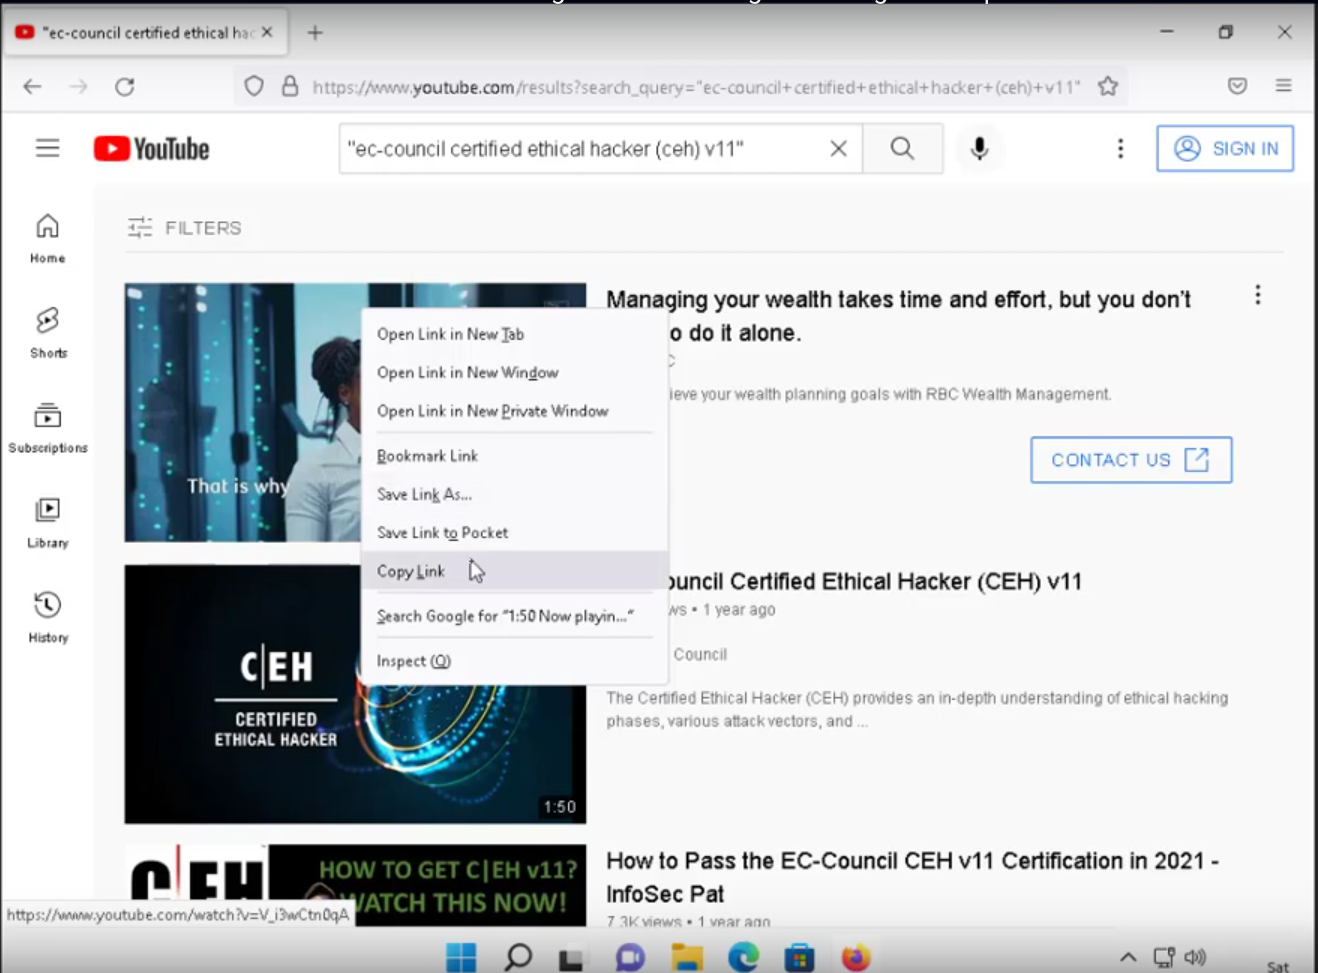 "ec-council certified ethical hac
https://www.youtube.com/results?search_query="ec-council+certified+ethical+hacker+(ceh)+v11"
YouTube
"ec-council certified ethical hacker (ceh) v11"
SIGN IN
FILTERS
Home
Shorts
Subscriptions
Library
History
That is why
Managing your wealth takes time and effort, but you don't
o do it alone.
ieve your wealth planning goals with RBC Wealth Management.
CONTACT US
Open Link in New Tab
Open Link in New Window
Open Link in New Private Window
Bookmark Link
Save Link As...
Save Link to Pocket
Copy Link
Search Google for "1:50 Now playin..."
Inspect (Q)
C|EH
CERTIFIED
ETHICAL HACKER
1:50
ouncil Certified Ethical Hacker (CEH) v11
ws • 1 year ago
Council
The Certified Ethical Hacker (CEH) provides an in-depth understanding of ethical hacking
phases, various attack vectors, and ...
C|EH
HOW TO GET C|EH v11?
WATCH THIS NOW!
How to Pass the EC-Council CEH v11 Certification in 2021 -
InfoSec Pat
7.3K views • 1 year ago
https://www.youtube.com/watch?v=V_i3wCtn0qA
Sat